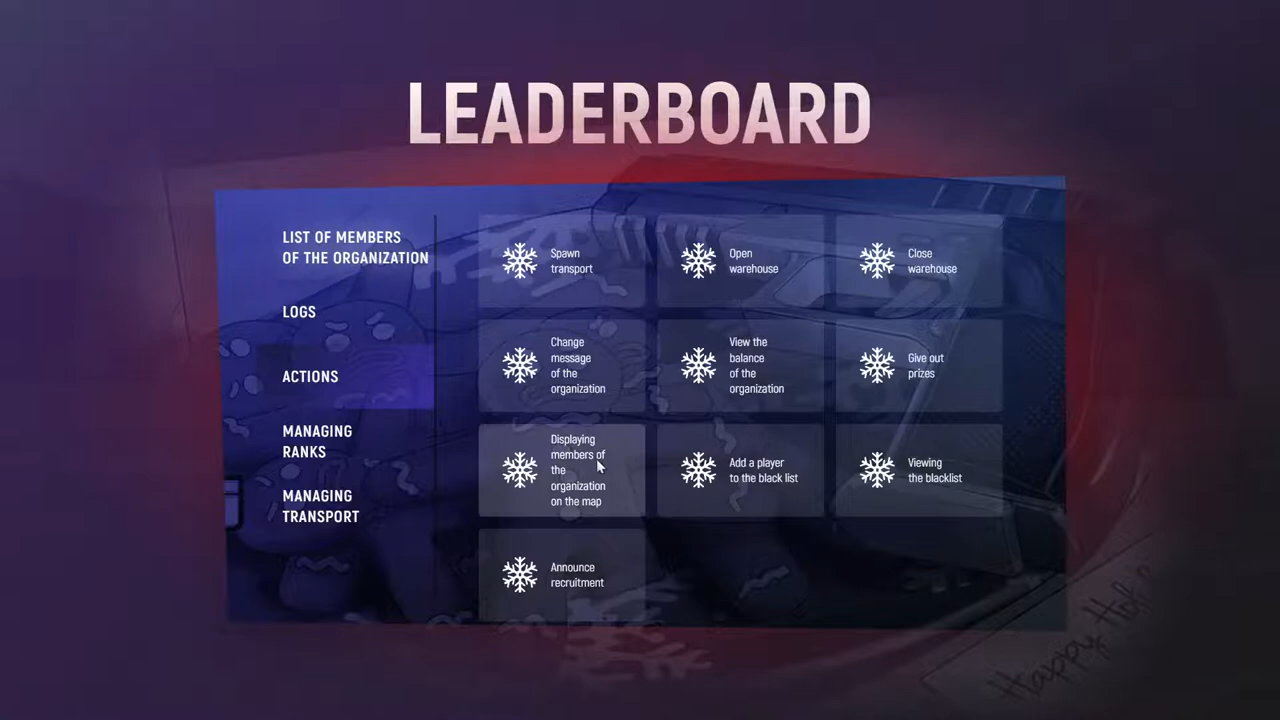 LEADERBOARD
LIST OF MEMBERS
OF THE ORGANIZATION
LOGS
ACTIONS
MANAGING
RANKS
MANAGING
TRANSPORT
Spawn
transport
Open
warehouse
Close
warehouse
Change
message
of the
organization
View the
balance
of the
organization
Give out
prizes
Displaying
members of
the
organization
on the map
Add a player
to the black list
Viewing
the blacklist
Announce
recruitment
Happy